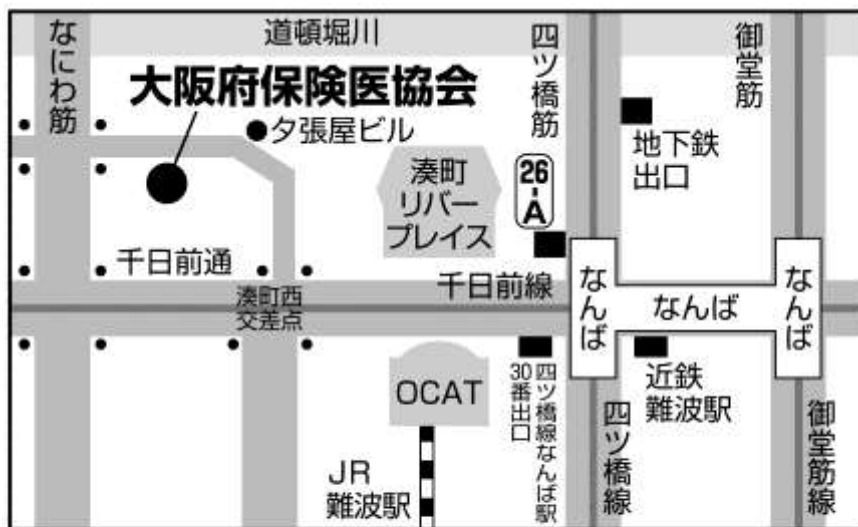 道頓堀川
なにわ筋
四ツ橋筋
御堂筋
大阪府保険医協会
夕張屋ビル
地下鉄
出口
湊町
リバー
プレイス
26-A
千日前通
千日前線
湊町西
交差点
なんば
なんば
なんば
OCAT
四ツ橋線なんば駅
30番出口
近鉄
難波駅
四ツ橋線
御堂筋線
JR
難波駅